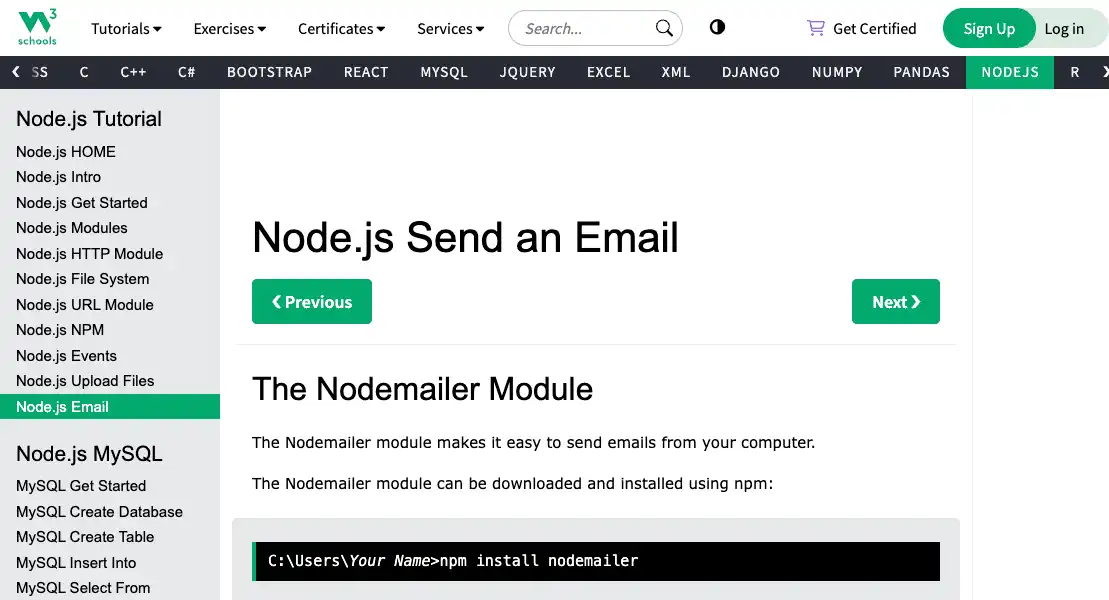 W3
schools
Tutorials
Exercises
Certificates
Services
Search...
Get Certified
Sign Up
Log in
SS
C
C++
C#
BOOTSTRAP
REACT
MYSQL
JQUERY
EXCEL
XML
DJANGO
NUMPY
PANDAS
NODEJS
R
Node.js Tutorial
Node.js HOME
Node.js Intro
Node.js Get Started
Node.js Modules
Node.js HTTP Module
Node.js File System
Node.js URL Module
Node.js NPM
Node.js Events
Node.js Upload Files
Node.js Email
Node.js MySQL
MySQL Get Started
MySQL Create Database
MySQL Create Table
MySQL Insert Into
MySQL Select From
Node.js Send an Email
❮ Previous
Next ❯
The Nodemailer Module
The Nodemailer module makes it easy to send emails from your computer.
The Nodemailer module can be downloaded and installed using npm:
C:\Users\Your Name>npm install nodemailer